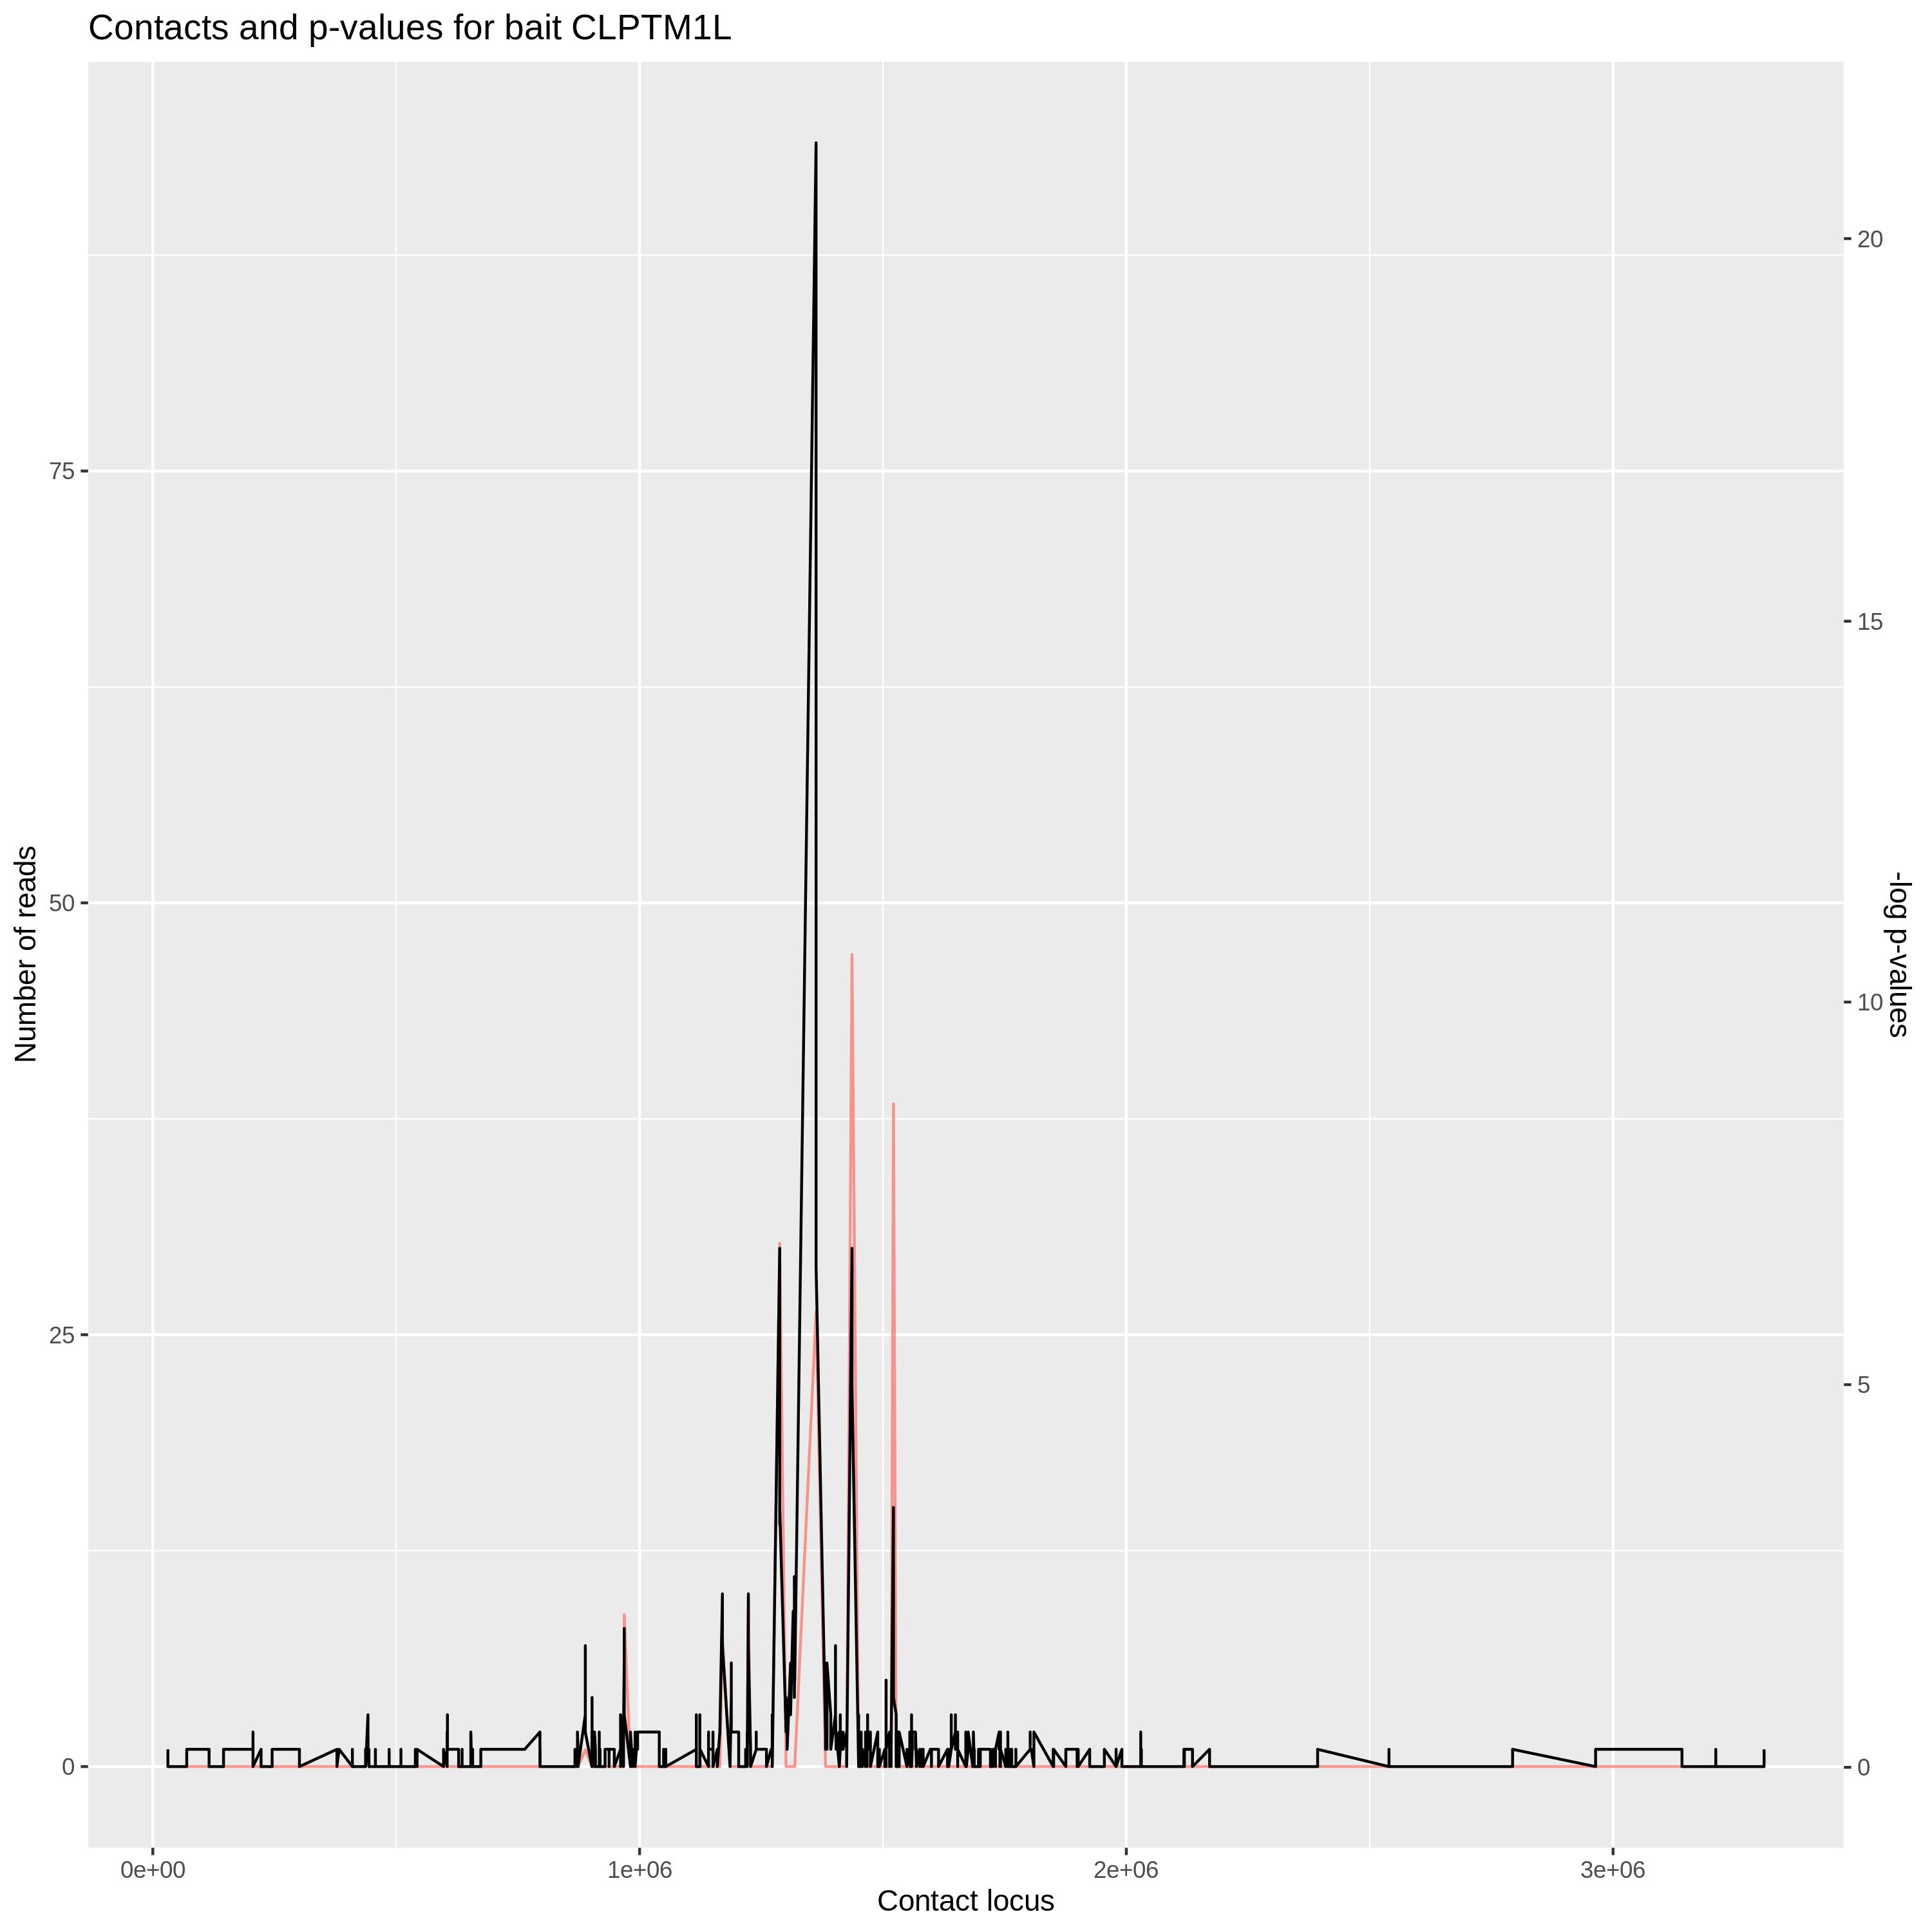 Contacts and p-values for bait CLPTM1L
Number of reads
75
50
25
0
20
15
10
5
0
-log p-values
0e+00 1e+06 2e+06 3e+06
Contact locus